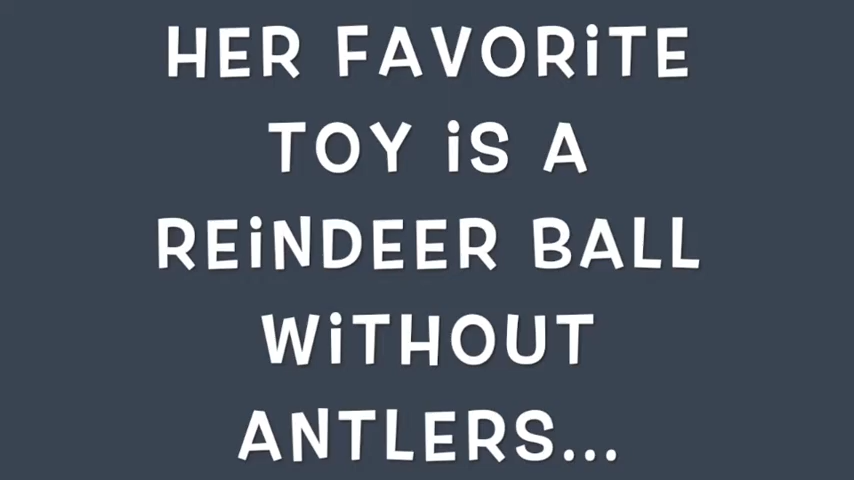 HER FAVORiTE
TOY iS A
REiNDEER BALL
WiTHOUT
ANTLERS...